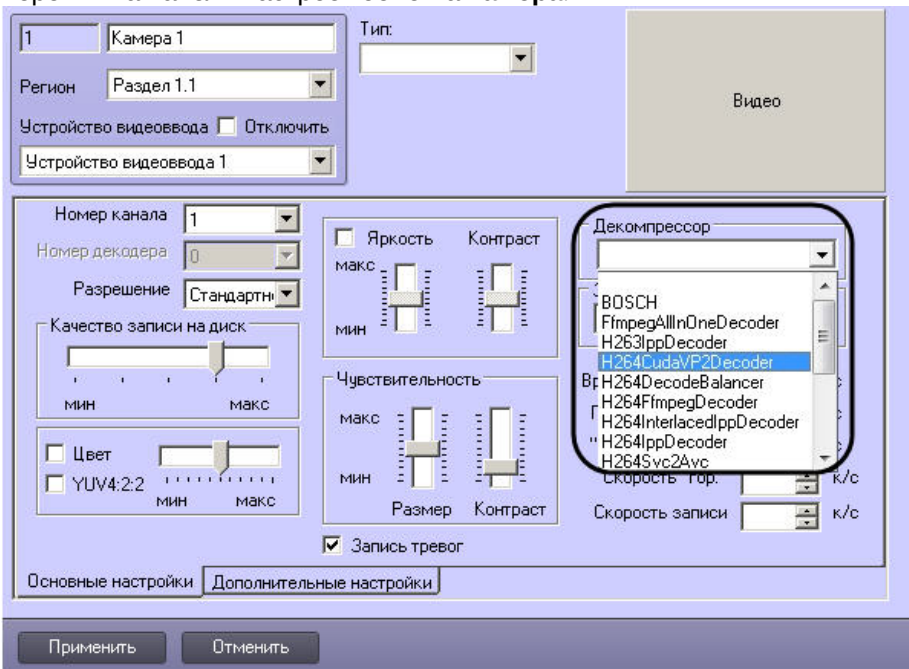 1
Камера 1
Тип:
Регион
Раздел 1.1
Видео
Устройство видеоввода
Отключить
Устройство видеоввода 1
Номер канала
1
Номер декодера
0
Разрешение
Стандартн
Качество записи на диск
мин
макс
Цвет
YUV4:2:2
мин
макс
Яркость
Контраст
макс
мин
Чувствительность
макс
мин
Размер
Контраст
Запись тревог
Декомпрессор
BOSCH
FfmpegAllInOneDecoder
H263IppDecoder
H264CudaVP2Decoder
H264DecodeBalancer
H264FfmpegDecoder
H264InterlacedIppDecoder
H264IppDecoder
H264Svc2Avc
Скорость "гор."
к/с
Скорость записи
к/с
Основные настройки
Дополнительные настройки
Применить
Отменить